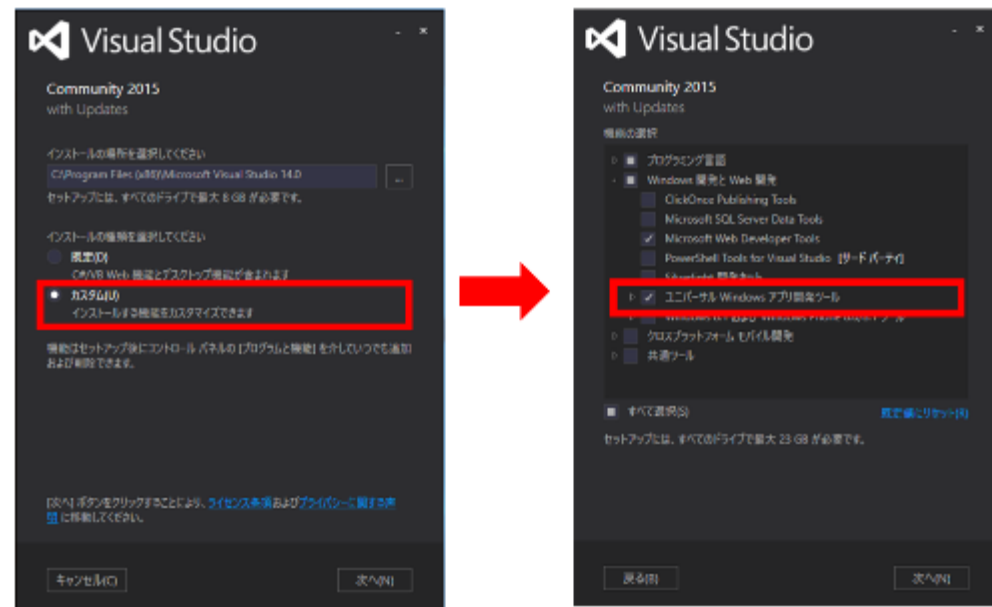 Visual Studio
Community 2015
with Updates
インストールの場所を選択してください
C:\Program Files (x86)\Microsoft Visual Studio 14.0
...
セットアップには、すべてのドライブで最大 8 GB が必要です。
インストールの種類を選択してください
既定(D)
C#/VB Web 機能とデスクトップ機能が含まれます
カスタム(U)
インストールする機能をカスタマイズできます
機能はセットアップ後にコントロール パネルの [プログラムと機能] を介していつでも追加
および削除できます。
[次へ] ボタンをクリックすることにより、ライセンス条項およびプライバシーに関する声
明 に移動してください。
キャンセル(C)
次へ(N)
Visual Studio
Community 2015
with Updates
機能の選択
プログラミング言語
Windows 開発と Web 開発
ClickOnce Publishing Tools
Microsoft SQL Server Data Tools
Microsoft Web Developer Tools
PowerShell Tools for Visual Studio [サード パーティ]
ユニバーサル Windows アプリ開発ツール
Windows 8.1 および Windows Phone ツール
クロスプラットフォーム モバイル開発
共通ツール
すべて選択(S)
既定値にリセット(R)
セットアップには、すべてのドライブで最大 23 GB が必要です。
戻る(B)
次へ(N)